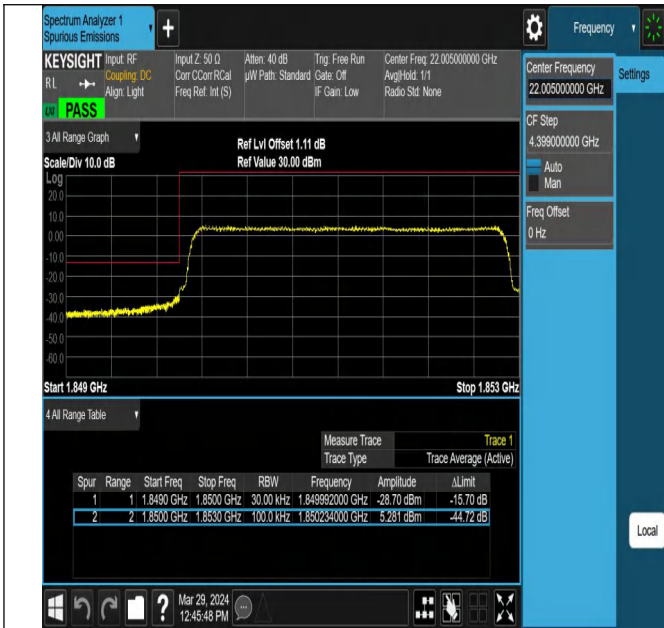 Spectrum Analyzer 1
Spurious Emissions
Frequency
KEYSIGHT
RL
PASS
Input: RF
Coupling: DC
Align: Light
Input Z: 50 Ω
Corr CCorr RCal
Freq Ref: Int (S)
Atten: 40 dB
µW Path: Standard
Trig: Free Run
Gate: Off
IF Gain: Low
Center Freq: 22.005000000 GHz
Avg|Hold: 1/1
Radio Std: None
Center Frequency
22.005000000 GHz
Settings
CF Step
4.399000000 GHz
Auto
Man
Freq Offset
0 Hz
3 All Range Graph
Scale/Div 10.0 dB
Ref Lvl Offset 1.11 dB
Ref Value 30.00 dBm
Log
20.0
10.0
0.00
-10.0
-20.0
-30.0
-40.0
-50.0
-60.0
Start 1.849 GHz
Stop 1.853 GHz
4 All Range Table
Measure Trace Trace 1
Trace Type Trace Average (Active)
Spur Range Start Freq Stop Freq RBW Frequency Amplitude ΔLimit
1 1 1.8490 GHz 1.8500 GHz 30.00 kHz 1.849992000 GHz -28.70 dBm -15.70 dB
2 2 1.8500 GHz 1.8530 GHz 100.0 kHz 1.850234000 GHz 5.281 dBm -44.72 dB
Local
Mar 29, 2024
12:45:48 PM